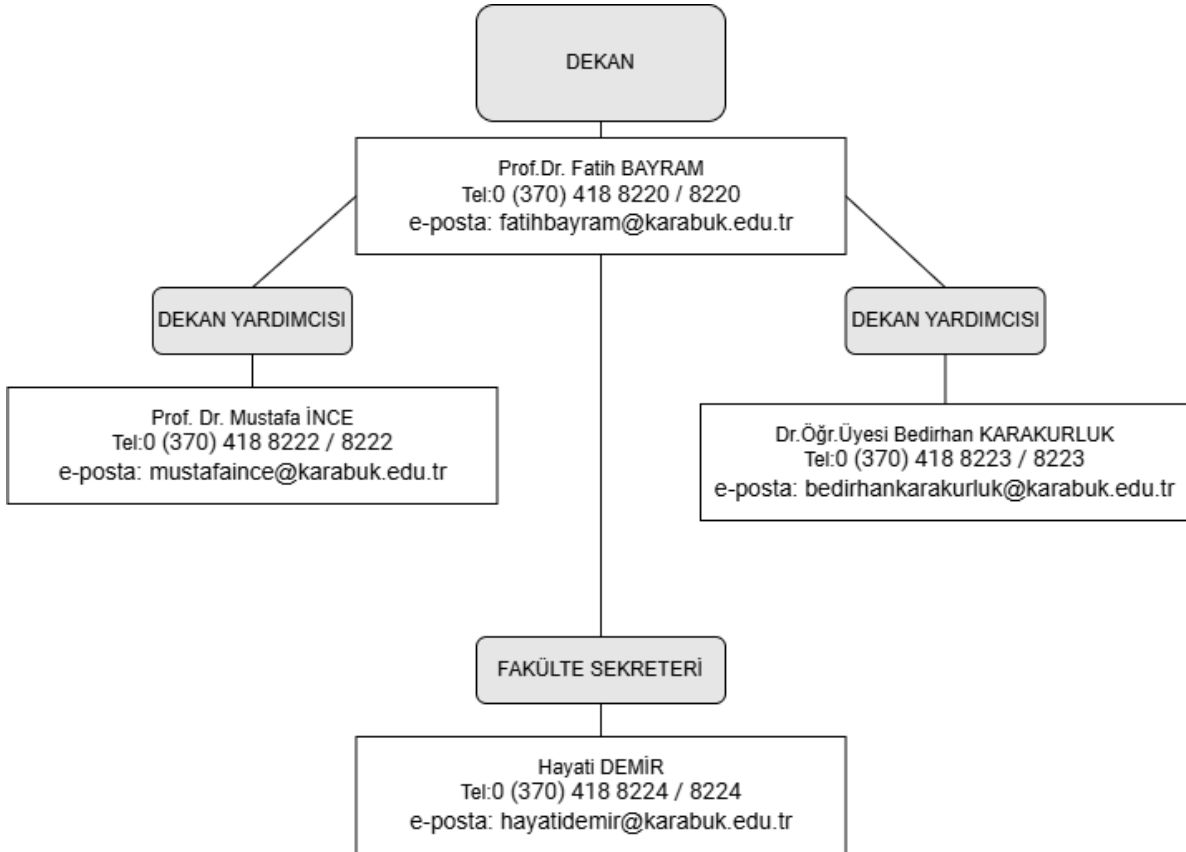 DEKAN
Prof.Dr. Fatih BAYRAM
Tel:0 (370) 418 8220 / 8220
e-posta: fatihbayram@karabuk.edu.tr
DEKAN YARDIMCISI
Prof. Dr. Mustafa İNCE
Tel:0 (370) 418 8222 / 8222
e-posta: mustafaince@karabuk.edu.tr
DEKAN YARDIMCISI
Dr.Öğr.Üyesi Bedirhan KARAKURLUK
Tel:0 (370) 418 8223 / 8223
e-posta: bedirhankarakurluk@karabuk.edu.tr
FAKÜLTE SEKRETERİ
Hayati DEMİR
Tel:0 (370) 418 8224 / 8224
e-posta: hayatidemir@karabuk.edu.tr